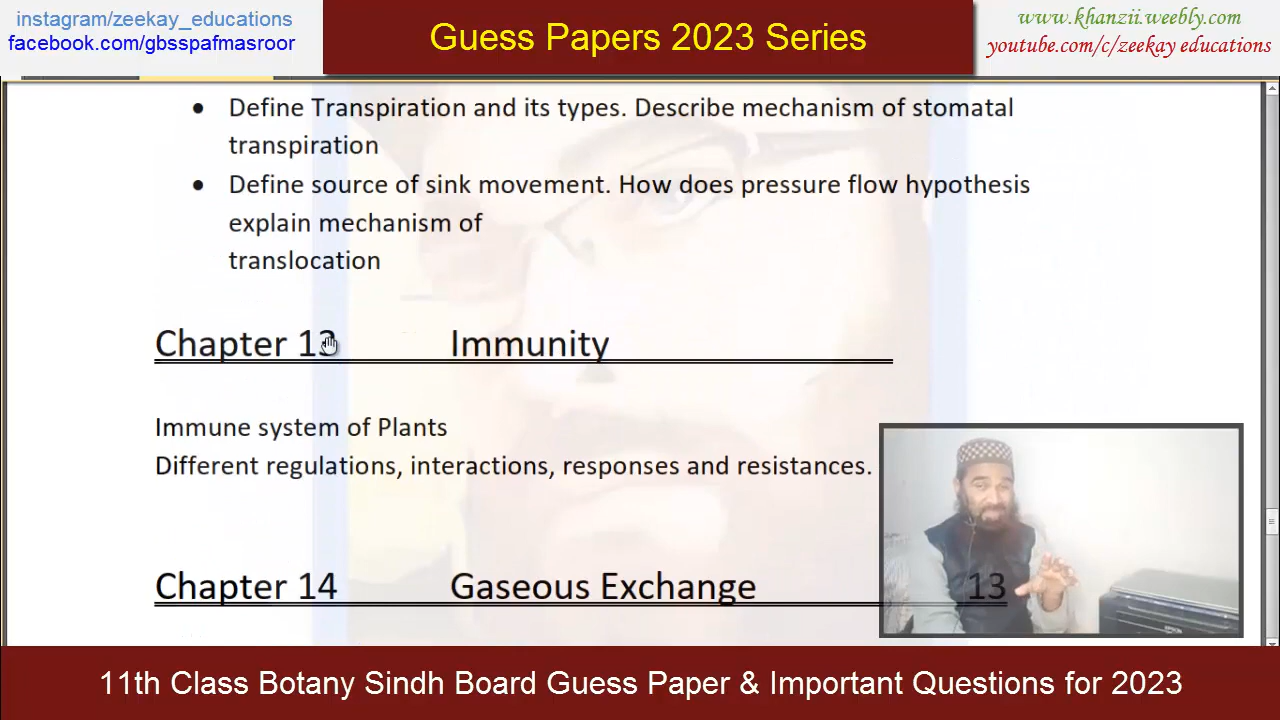 instagram/zeekay_educations
facebook.com/gbsspafmasroor
Guess Papers 2023 Series
www.khanzii.weebly.com
youtube.com/c/zeekay educations
• Define Transpiration and its types. Describe mechanism of stomatal
transpiration
• Define source of sink movement. How does pressure flow hypothesis
explain mechanism of
translocation
Chapter 13 Immunity
Immune system of Plants
Different regulations, interactions, responses and resistances.
Chapter 14 Gaseous Exchange 13
EPSON
11th Class Botany Sindh Board Guess Paper & Important Questions for 2023